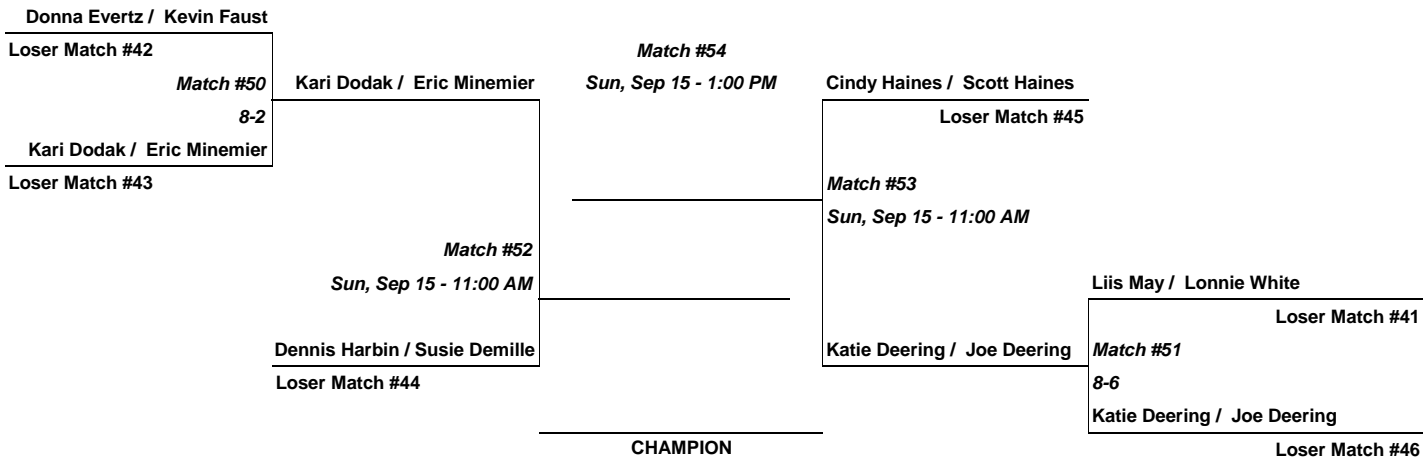 Donna Evertz / Kevin Faust
Loser Match #42
Match #50
8-2
Kari Dodak / Eric Minemier
Loser Match #43
Kari Dodak / Eric Minemier
Match #52
Sun, Sep 15 - 11:00 AM
Dennis Harbin / Susie Demille
Loser Match #44
Match #54
Sun, Sep 15 - 1:00 PM
CHAMPION
Cindy Haines / Scott Haines
Loser Match #45
Match #53
Sun, Sep 15 - 11:00 AM
Katie Deering / Joe Deering
Liis May / Lonnie White
Loser Match #41
Match #51
8-6
Katie Deering / Joe Deering
Loser Match #46